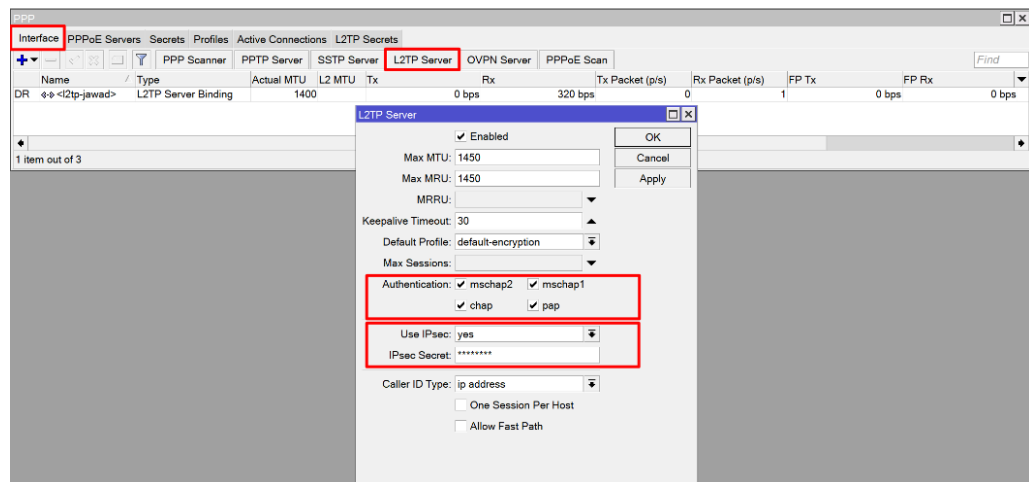 PPP
Interface PPPoE Servers Secrets Profiles Active Connections L2TP Secrets
PPP Scanner PPTP Server SSTP Server L2TP Server OVPN Server PPPoE Scan Find
Name / Type Actual MTU L2 MTU Tx Rx Tx Packet (p/s) Rx Packet (p/s) FP Tx FP Rx
DR <l2tp-jawad> L2TP Server Binding 1400 0 bps 320 bps 0 1 0 bps 0 bps
1 item out of 3
L2TP Server
Enabled
OK
Max MTU: 1450
Cancel
Max MRU: 1450
Apply
MRRU:
Keepalive Timeout: 30
Default Profile: default-encryption
Max Sessions:
Authentication: mschap2 mschap1
chap pap
Use IPsec: yes
IPsec Secret: ********
Caller ID Type: ip address
One Session Per Host
Allow Fast Path